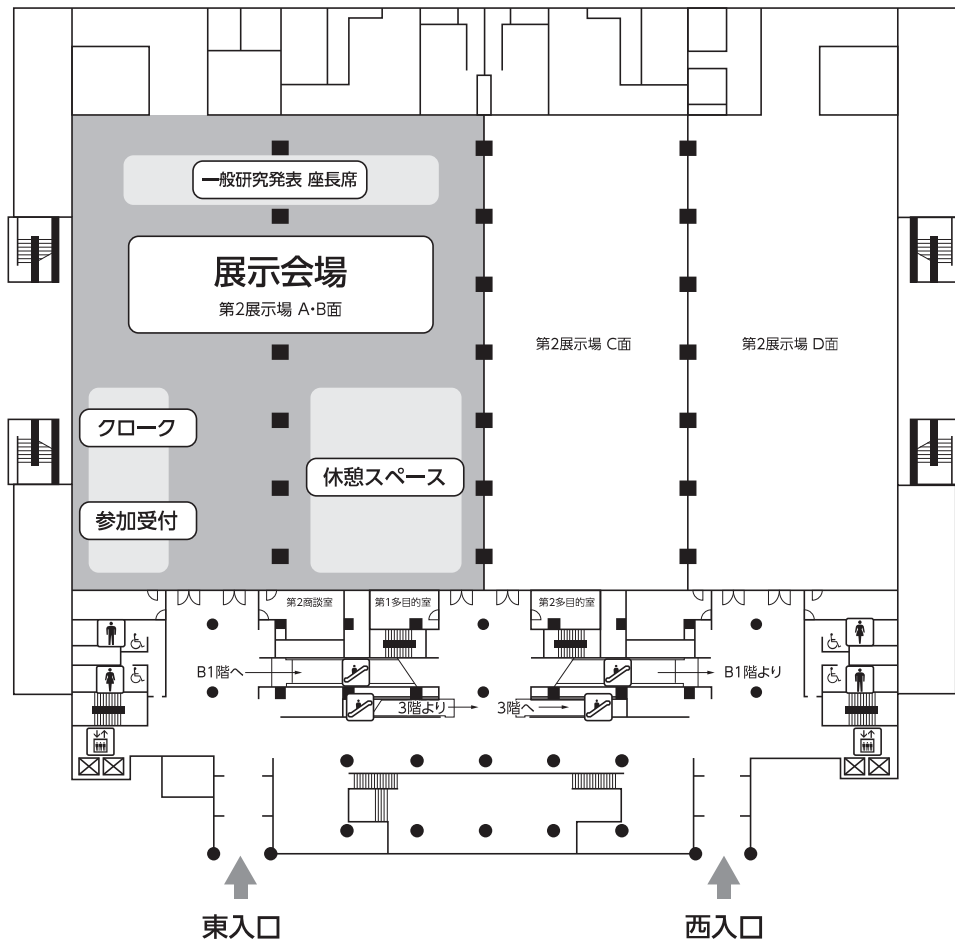 一般研究発表 座長席
展示会場
第2展示場 A・B面
第2展示場 C面
第2展示場 D面
クローク
休憩スペース
参加受付
第2商談室
第1多目的室
第2多目的室
B1階へ
B1階より
3階より
3階へ
東入口
西入口